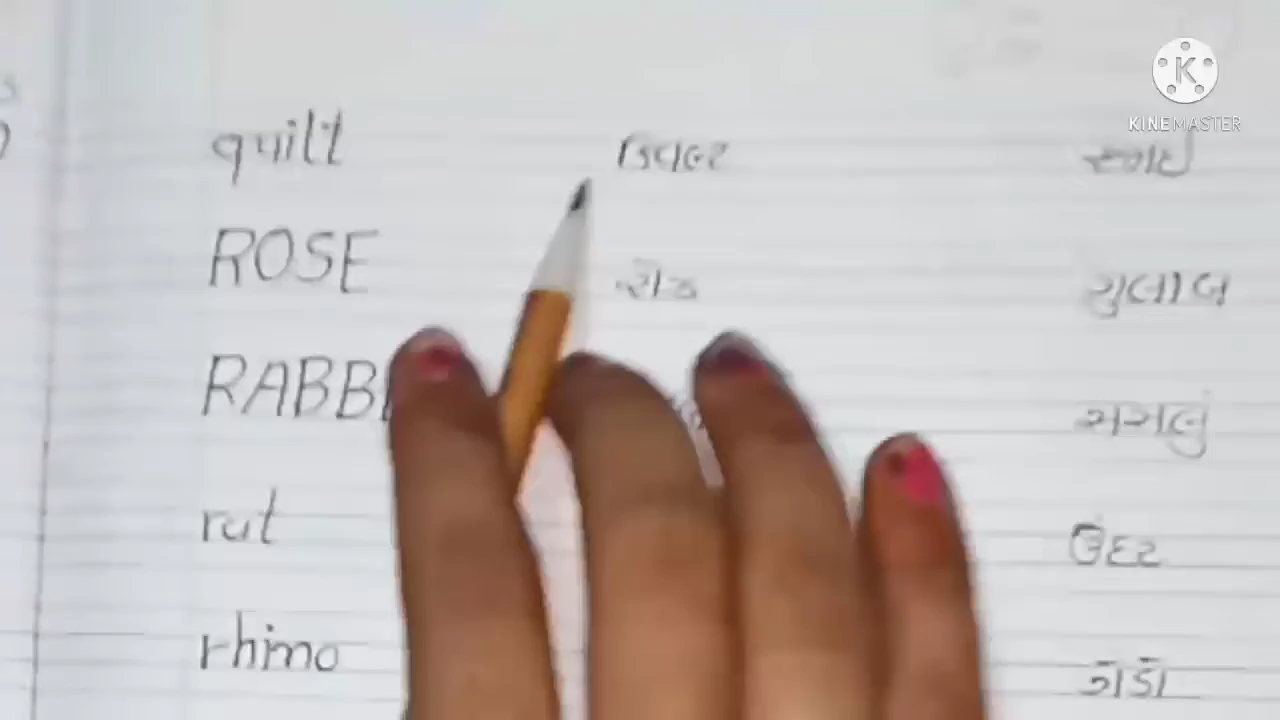 KINEMASTER
quilt ક્વિલ્ટ રજાઈ
ROSE રોઝ ગુલાબ
સસલું
rat ઉંદર
rhino ગેંડો